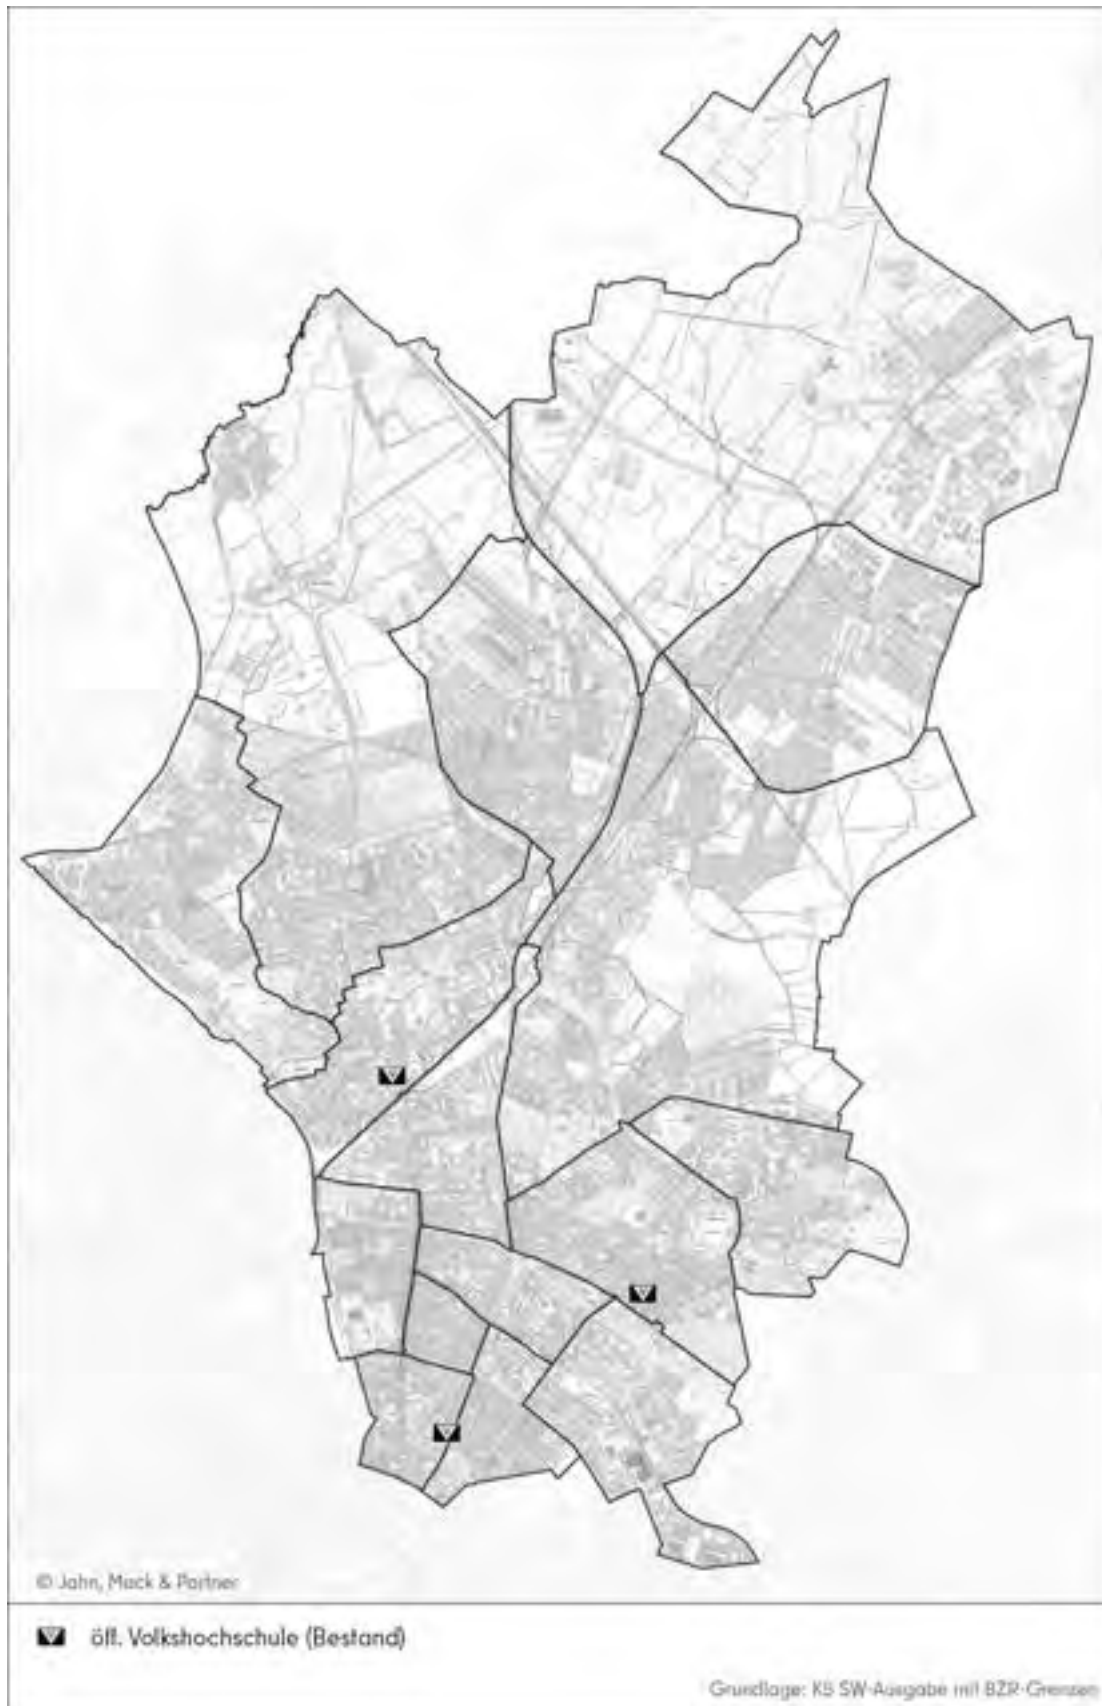 © Jahn, Mack & Partner
öff. Volkshochschule (Bestand)
Grundlage: K5 SW-Ausgabe mit BZR-Grenzen